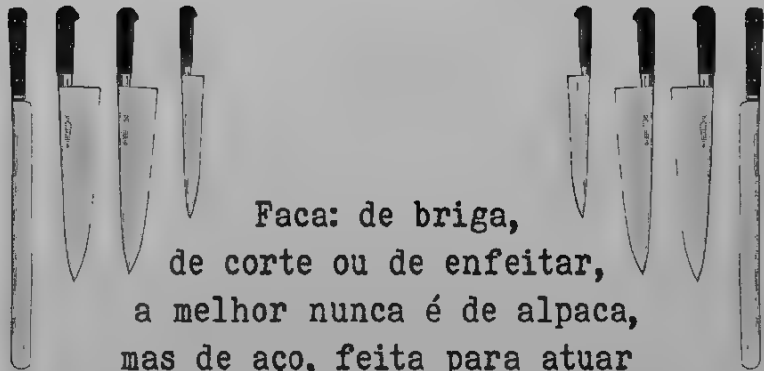 Faca: de briga,
de corte ou de enfeitar,
a melhor nunca é de alpaca,
mas de aço, feita para atuar